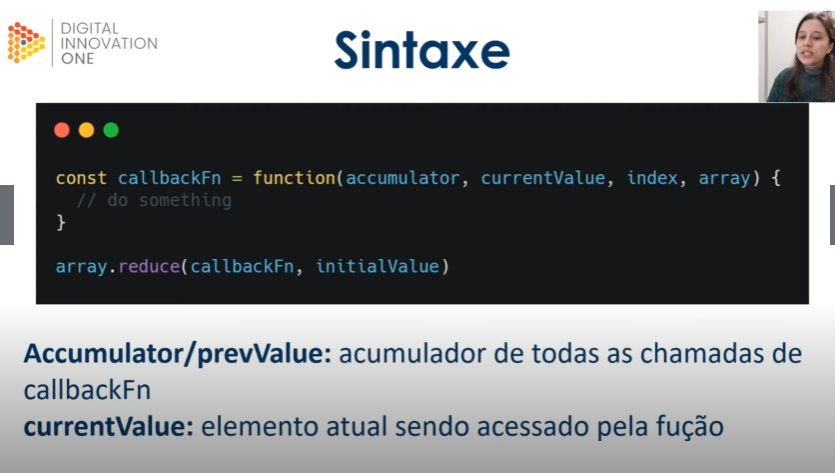 DIGITAL
INNOVATION
ONE
Sintaxe
const callbackFn = function(accumulator, currentValue, index, array) {
// do something
}
array.reduce(callbackFn, initialValue)
Accumulator/prevValue: acumulador de todas as chamadas de
callbackFn
currentValue: elemento atual sendo acessado pela fução